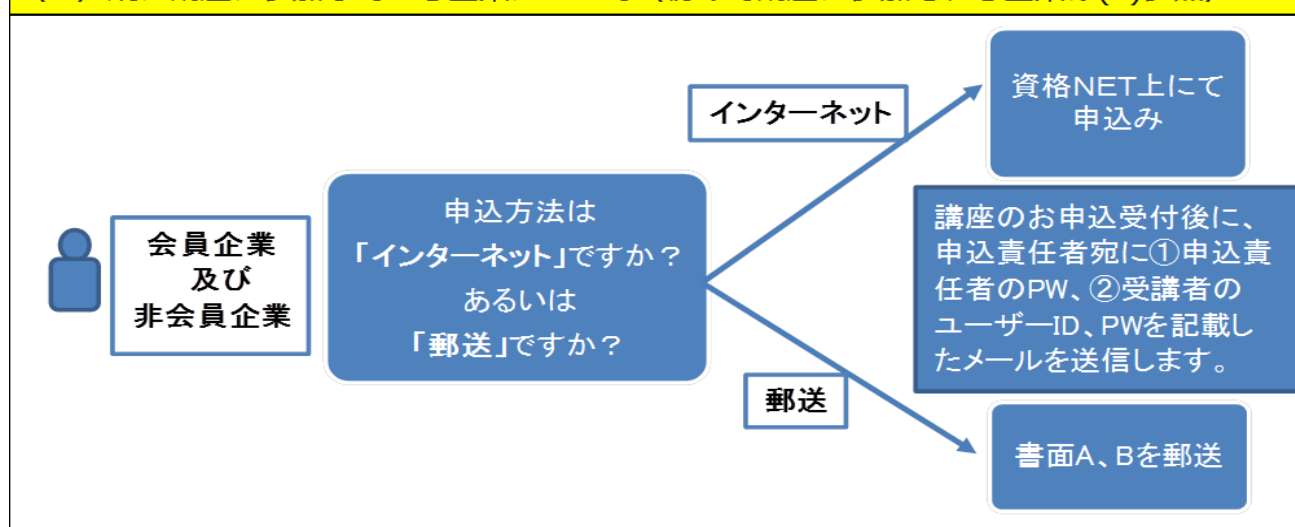 会員企業
及び
非会員企業
申込方法は
「インターネット」ですか？
あるいは
「郵送」ですか？
インターネット
郵送
資格NET上にて
申込み
講座のお申込受付後に、
申込責任者宛に①申込責
任者のPW、②受講者の
ユーザーID、PWを記載し
たメールを送信します。
書面A、Bを郵送